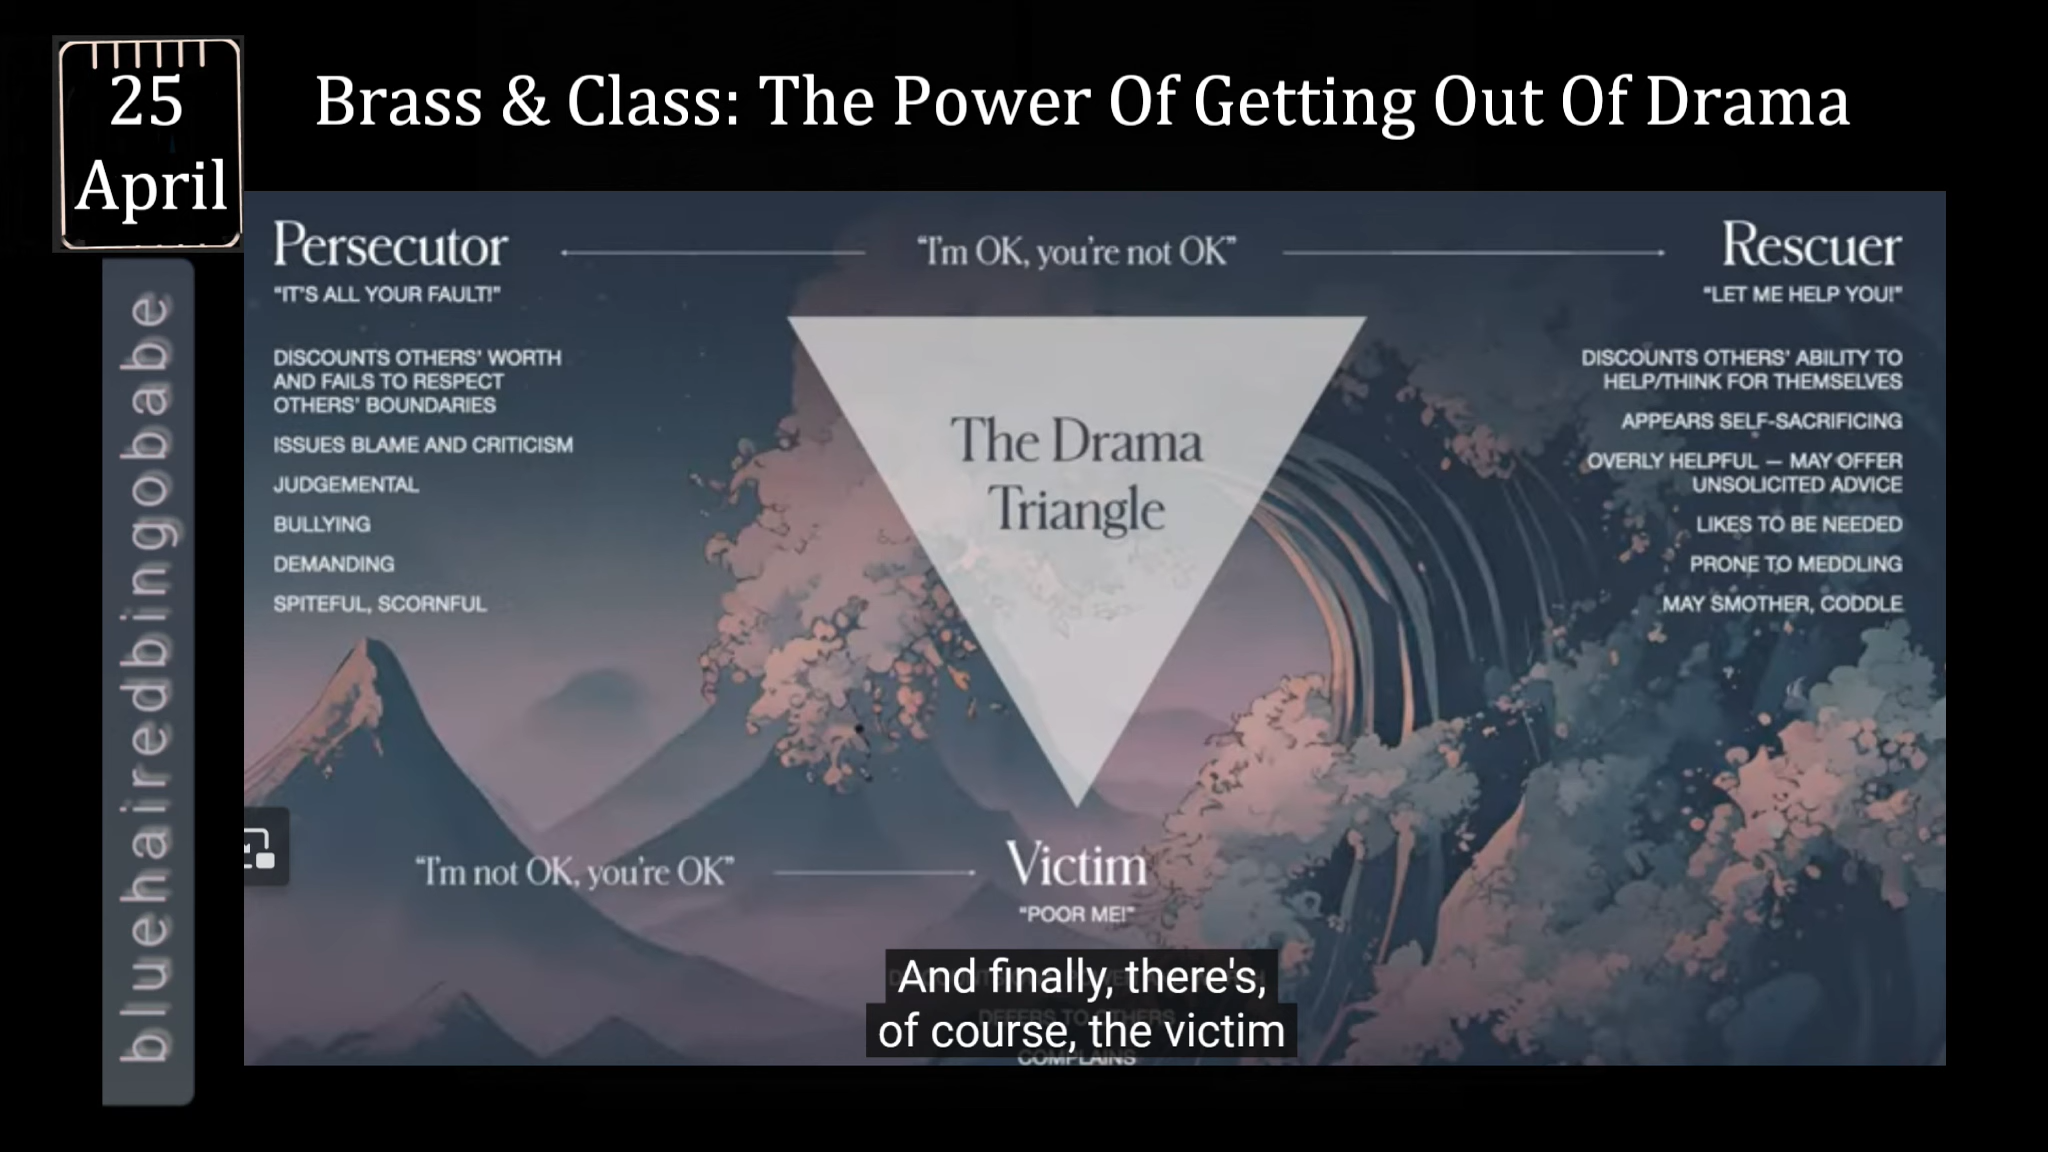 25
April
Brass & Class: The Power Of Getting Out Of Drama
bluehairedbingobabe
Persecutor
"IT'S ALL YOUR FAULT!"
DISCOUNTS OTHERS' WORTH
AND FAILS TO RESPECT
OTHERS' BOUNDARIES
ISSUES BLAME AND CRITICISM
JUDGEMENTAL
BULLYING
DEMANDING
SPITEFUL, SCORNFUL
"I'm OK, you're not OK"
Rescuer
"LET ME HELP YOU!"
DISCOUNTS OTHERS' ABILITY TO
HELP/THINK FOR THEMSELVES
APPEARS SELF-SACRIFICING
OVERLY HELPFUL — MAY OFFER
UNSOLICITED ADVICE
LIKES TO BE NEEDED
PRONE TO MEDDLING
MAY SMOTHER, CODDLE
The Drama
Triangle
"I'm not OK, you're OK"
Victim
"POOR ME!"
And finally, there's,
DEFERS TO OTHERS
of course, the victim
COMPLAINS